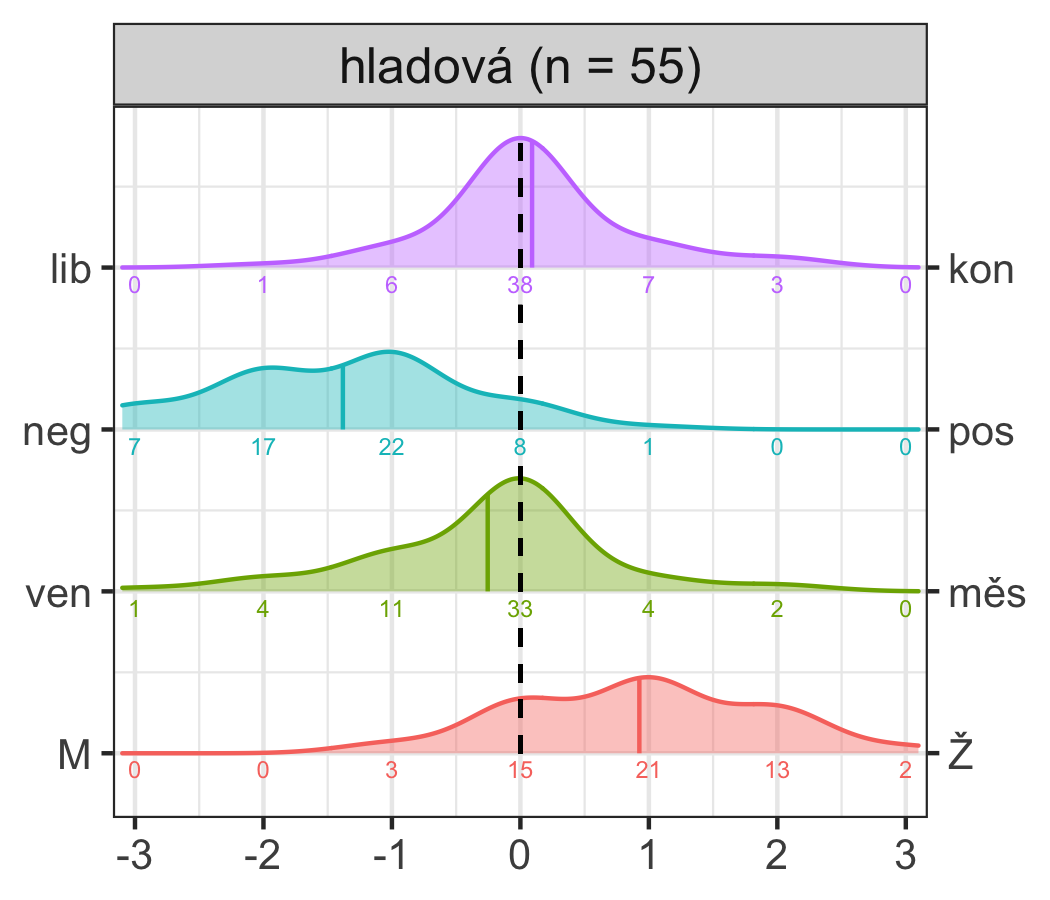 hladová (n = 55)
lib kon
0 1 6 38 7 3 0
neg pos
7 17 22 8 1 0 0
ven měs
1 4 11 33 4 2 0
M Ž
0 0 3 15 21 13 2
-3 -2 -1 0 1 2 3